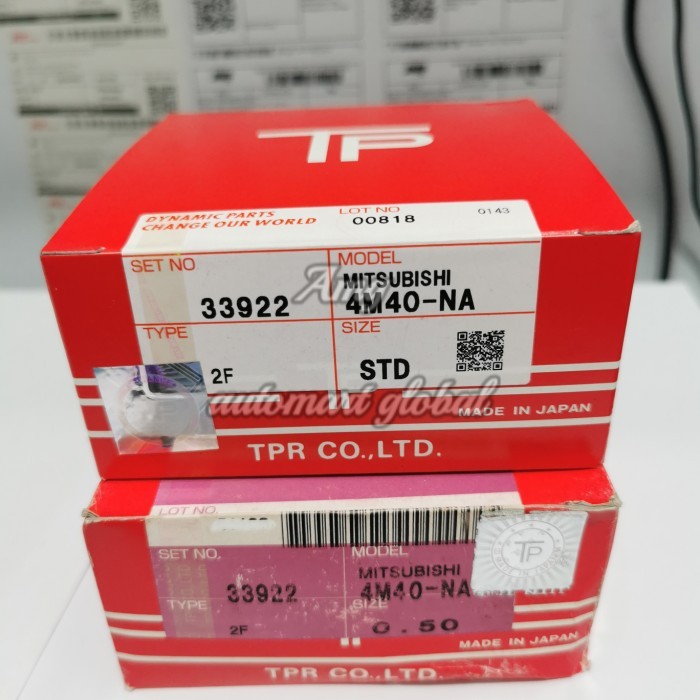 TP
DYNAMIC PARTS
CHANGE OUR WORLD
LOT NO
00818
0143
SET NO
33922
MODEL
MITSUBISHI
4M40-NA
TYPE
2F
SIZE
STD
automart global
MADE IN JAPAN
TPR CO.,LTD.
LOT NO.
SET NO.
33922
MODEL
MITSUBISHI
4M40-NA
TYPE
2F
SIZE
0.50
TP
MADE IN JAPAN
TPR CO.,LTD.